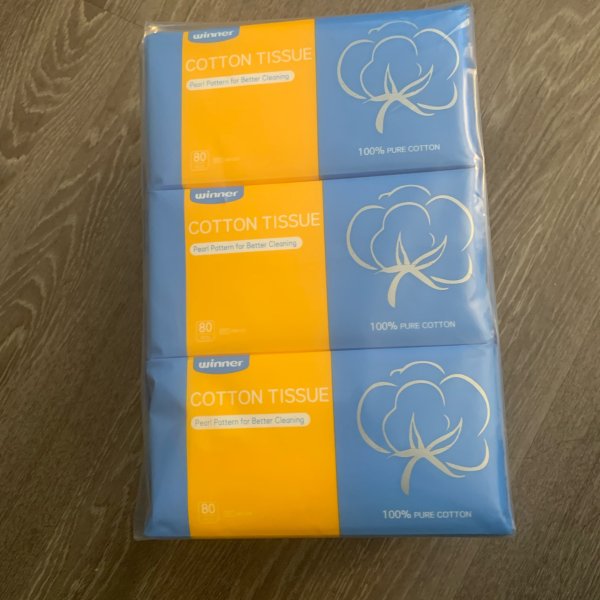 winner
COTTON TISSUE
Pearl Pattern for Better Cleaning
80
100% PURE COTTON
winner
COTTON TISSUE
Pearl Pattern for Better Cleaning
80
100% PURE COTTON
winner
COTTON TISSUE
Pearl Pattern for Better Cleaning
80
100% PURE COTTON